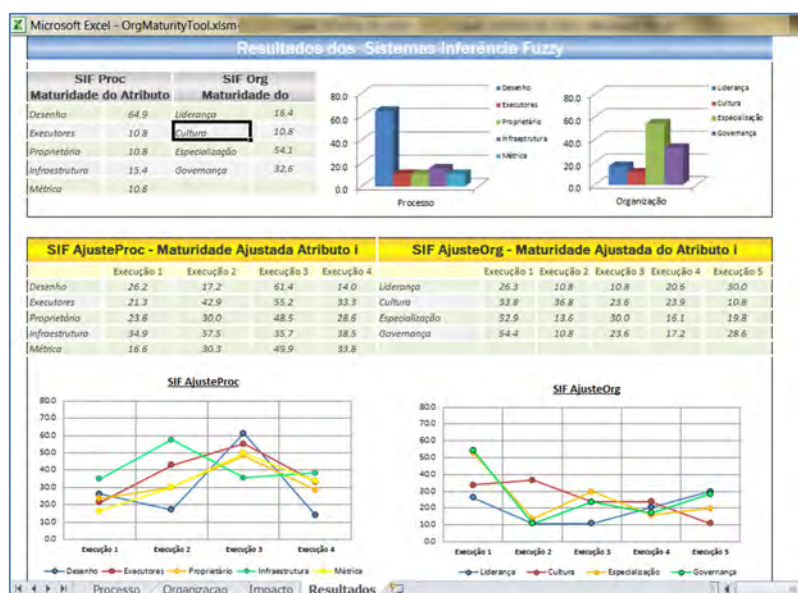 Microsoft Excel - OrgMaturityTool.xlsm-
Resultados dos Sistemas Inferência Fuzzy
SIF Proc SIF Org
Maturidade do Atributo Maturidade do
Desenho 64.9 Liderança 16.4
Executores 10.8 Cultura 10.8
Proprietário 10.8 Especialização 54.1
Infraestrutura 15.4 Governança 32.6
Métrica 10.8
80.0
60.0
40.0
20.0
0.0
Processo
Desenho
Executores
Proprietário
Infraestrutura
Métrica
80.0
60.0
40.0
20.0
0.0
Organização
Liderança
Cultura
Especialização
Governança
SIF AjusteProc - Maturidade Ajustada Atributo i SIF AjusteOrg - Maturidade Ajustada do Atributo i
Execução 1 Execução 2 Execução 3 Execução 4 Execução 1 Execução 2 Execução 3 Execução 4 Execução 5
Desenho 26.2 17.2 61.4 14.0 Liderança 26.3 10.8 10.8 20.6 30.0
Executores 21.3 42.9 55.2 33.3 Cultura 33.8 36.8 23.6 23.9 10.8
Proprietário 23.6 30.0 48.5 28.6 Especialização 52.9 13.6 30.0 16.1 19.8
Infraestrutura 34.9 57.5 35.7 38.5 Governança 54.4 10.8 23.6 17.2 28.6
Métrica 16.6 30.3 49.9 33.8
SIF AjusteProc
80.0
70.0
60.0
50.0
40.0
30.0
20.0
10.0
0.0
Execução 1 Execução 2 Execução 3 Execução 4
Desenho Executores Proprietário Infraestrutura Métrica
SIF AjusteOrg
80.0
70.0
60.0
50.0
40.0
30.0
20.0
10.0
0.0
Execução 1 Execução 2 Execução 3 Execução 4 Execução 5
Liderança Cultura Especialização Governança
Processo Organizacao Impacto Resultados